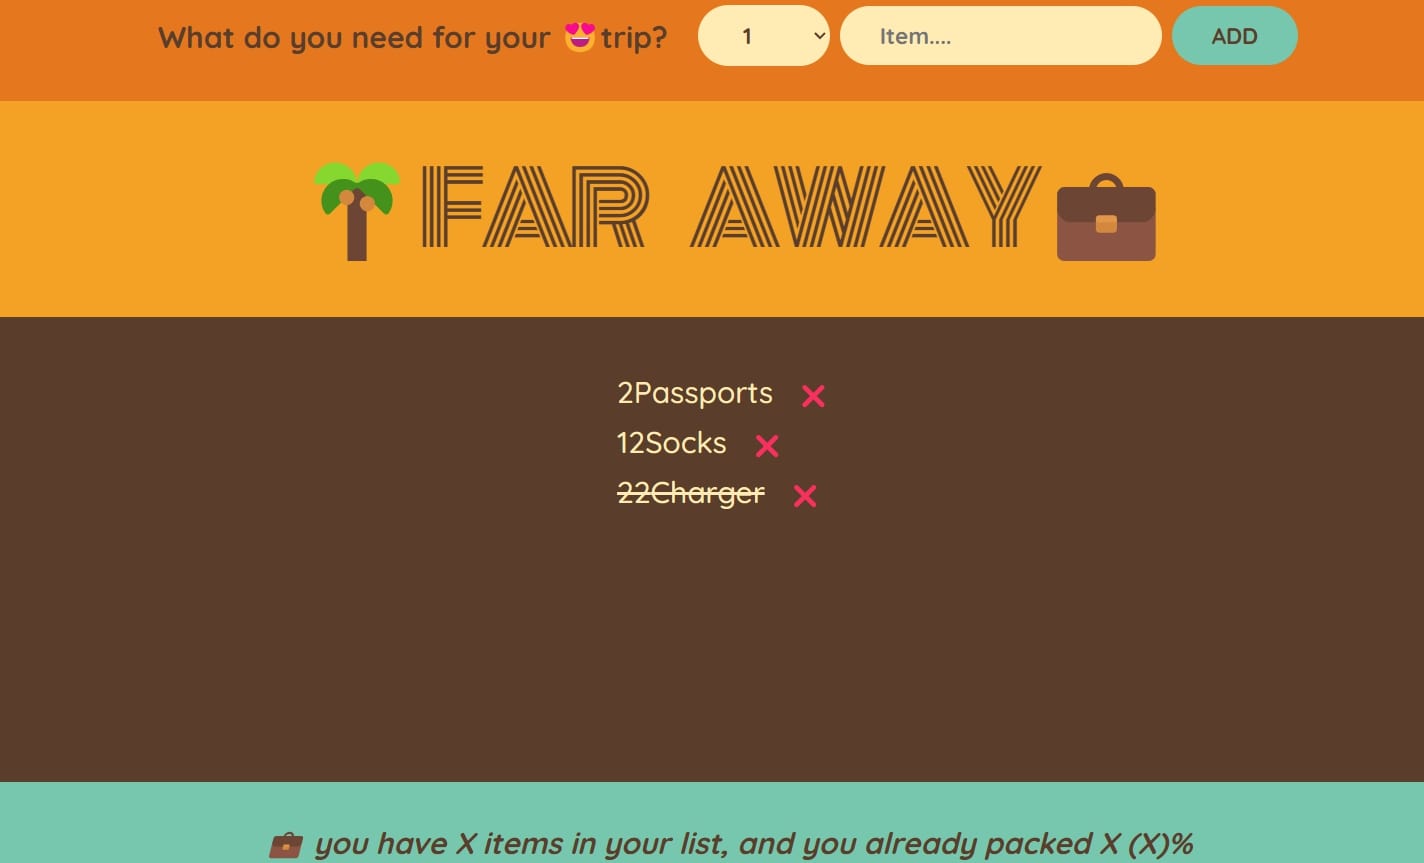 What do you need for your 😍 trip? 1 Item.... ADD
FAR AWAY
2Passports
12Socks
22Charger
you have X items in your list, and you already packed X (X)%